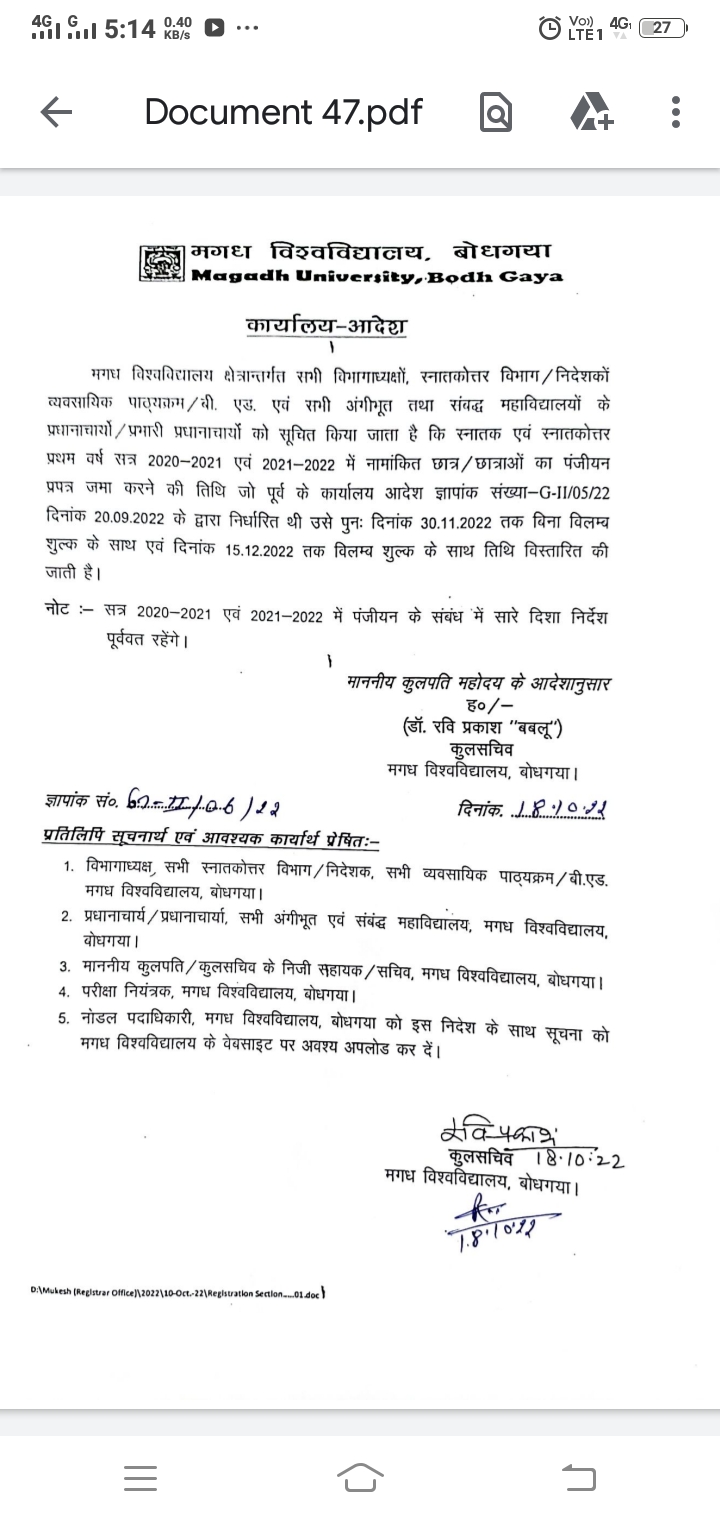 4G G 5:14 0.40 KB/s ... Vo)) LTE1 4G 27
Document 47.pdf
मगध विश्वविद्यालय, बोधगया
Magadh University, Bodh Gaya
कार्यालय-आदेश
मगध विश्वविद्यालय क्षेत्रान्तर्गत सभी विभागाध्यक्षों, स्नातकोत्तर विभाग/निदेशकों
व्यवसायिक पाठ्यक्रम/बी. एड. एवं सभी अंगीभूत तथा संवद्ध महाविद्यालयों के
प्रधानाचार्यो/प्रभारी प्रधानाचार्यो को सूचित किया जाता है कि स्नातक एवं स्नातकोत्तर
प्रथम वर्ष सत्र 2020-2021 एवं 2021-2022 में नामांकित छात्र/छात्राओं का पंजीयन
प्रपत्र जमा करने की तिथि जो पूर्व के कार्यालय आदेश ज्ञापांक संख्या-G-II/05/22
दिनांक 20.09.2022 के द्वारा निर्धारित थी उसे पुनः दिनांक 30.11.2022 तक बिना विलम्ब
शुल्क के साथ एवं दिनांक 15.12.2022 तक विलम्ब शुल्क के साथ तिथि विस्तारित की
जाती है।
नोट :- सत्र 2020-2021 एवं 2021-2022 में पंजीयन के संबंध में सारे दिशा निर्देश
पूर्ववत रहेंगे।
माननीय कुलपति महोदय के आदेशानुसार
ह०/-
(डॉ. रवि प्रकाश "बबलू")
कुलसचिव
मगध विश्वविद्यालय, बोधगया।
ज्ञापांक सं०. G-II/06/22 दिनांक. 18.10.22
प्रतिलिपि सूचनार्थ एवं आवश्यक कार्यार्थ प्रेषितः-
1. विभागाध्यक्ष, सभी स्नातकोत्तर विभाग/निदेशक, सभी व्यवसायिक पाठ्यक्रम/बी.एड.
मगध विश्वविद्यालय, बोधगया।
2. प्रधानाचार्य/प्रधानाचार्या, सभी अंगीभूत एवं संबंद्ध महाविद्यालय, मगध विश्वविद्यालय,
बोधगया।
3. माननीय कुलपति/कुलसचिव के निजी सहायक/सचिव, मगध विश्वविद्यालय, बोधगया।
4. परीक्षा नियंत्रक, मगध विश्वविद्यालय, बोधगया।
5. नोडल पदाधिकारी, मगध विश्वविद्यालय, बोधगया को इस निदेश के साथ सूचना को
मगध विश्वविद्यालय के वेबसाइट पर अवश्य अपलोड कर दें।
रवि प्रकाश
कुलसचिव 18.10.22
मगध विश्वविद्यालय, बोधगया।
18.10.22
D:\Mukesh (Registrar Office)\2022\10-Oct.-22\Registration Section.....01.doc